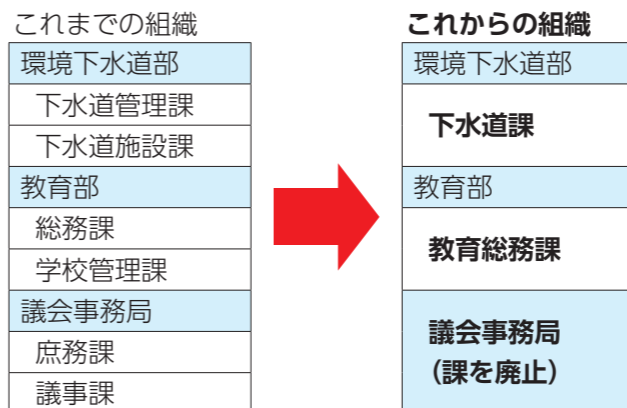 これまでの組織
環境下水道部
下水道管理課
下水道施設課
教育部
総務課
学校管理課
議会事務局
庶務課
議事課
これからの組織
環境下水道部
下水道課
教育部
教育総務課
議会事務局
（課を廃止）